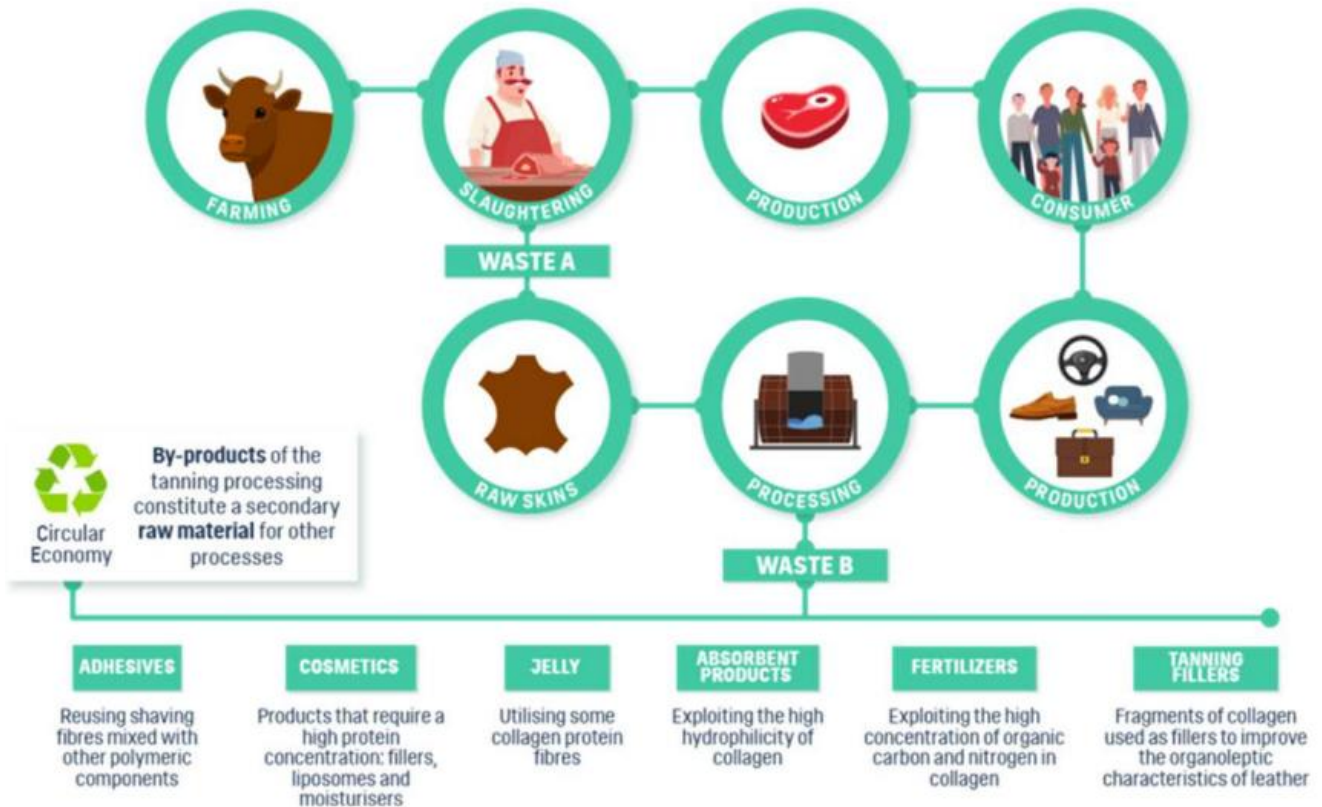 FARMING
SLAUGHTERING
PRODUCTION
CONSUMER
WASTE A
RAW SKINS
PROCESSING
PRODUCTION
Circular
Economy
By-products of the
tanning processing
constitute a secondary
raw material for other
processes
WASTE B
ADHESIVES
Reusing shaving
fibres mixed with
other polymeric
components
COSMETICS
Products that require a
high protein
concentration: fillers,
liposomes and
moisturisers
JELLY
Utilising some
collagen protein
fibres
ABSORBENT
PRODUCTS
Exploiting the high
hydrophilicity of
collagen
FERTILIZERS
Exploiting the high
concentration of organic
carbon and nitrogen in
collagen
TANNING
FILLERS
Fragments of collagen
used as fillers to improve
the organoleptic
characteristics of leather